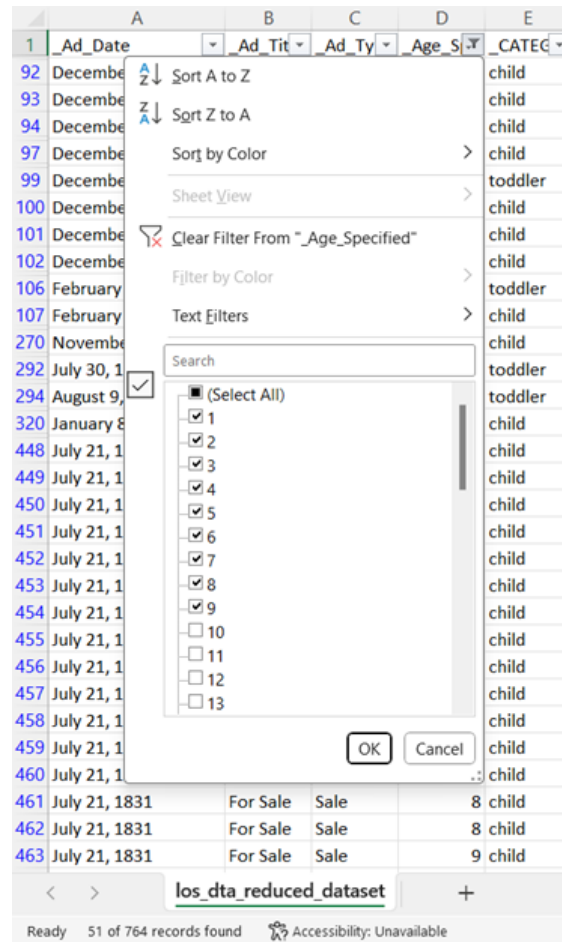 A B C D E
1 _Ad_Date _Ad_Tit _Ad_Ty _Age_S _CATEG
92 Decembe child
93 Decembe child
94 Decembe child
97 Decembe child
99 Decembe toddler
100 Decembe child
101 Decembe child
102 Decembe child
106 February toddler
107 February child
270 Novembe child
292 July 30, 1 toddler
294 August 9, toddler
320 January 8 child
448 July 21, 1 child
449 July 21, 1 child
450 July 21, 1 child
451 July 21, 1 child
452 July 21, 1 child
453 July 21, 1 child
454 July 21, 1 child
455 July 21, 1 child
456 July 21, 1 child
457 July 21, 1 child
458 July 21, 1 child
459 July 21, 1 child
460 July 21, 1 child
461 July 21, 1831 For Sale Sale 8 child
462 July 21, 1831 For Sale Sale 8 child
463 July 21, 1831 For Sale Sale 9 child
Sort A to Z
Sort Z to A
Sort by Color
Sheet View
Clear Filter From "_Age_Specified"
Filter by Color
Text Filters
Search
(Select All)
1
2
3
4
5
6
7
8
9
10
11
12
13
OK Cancel
los_dta_reduced_dataset
Ready 51 of 764 records found Accessibility: Unavailable